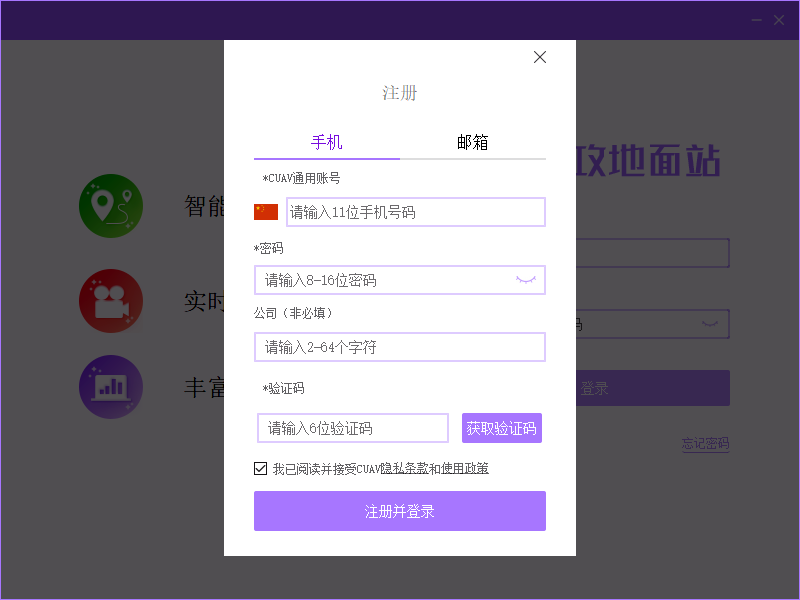 注册
手机
邮箱
*CUAV通用账号
请输入11位手机号码
*密码
请输入8-16位密码
公司（非必填）
请输入2-64个字符
*验证码
请输入6位验证码
获取验证码
我已阅读并接受CUAV隐私条款和使用政策
注册并登录
智能
实时
丰富
地面站
码
登录
忘记密码